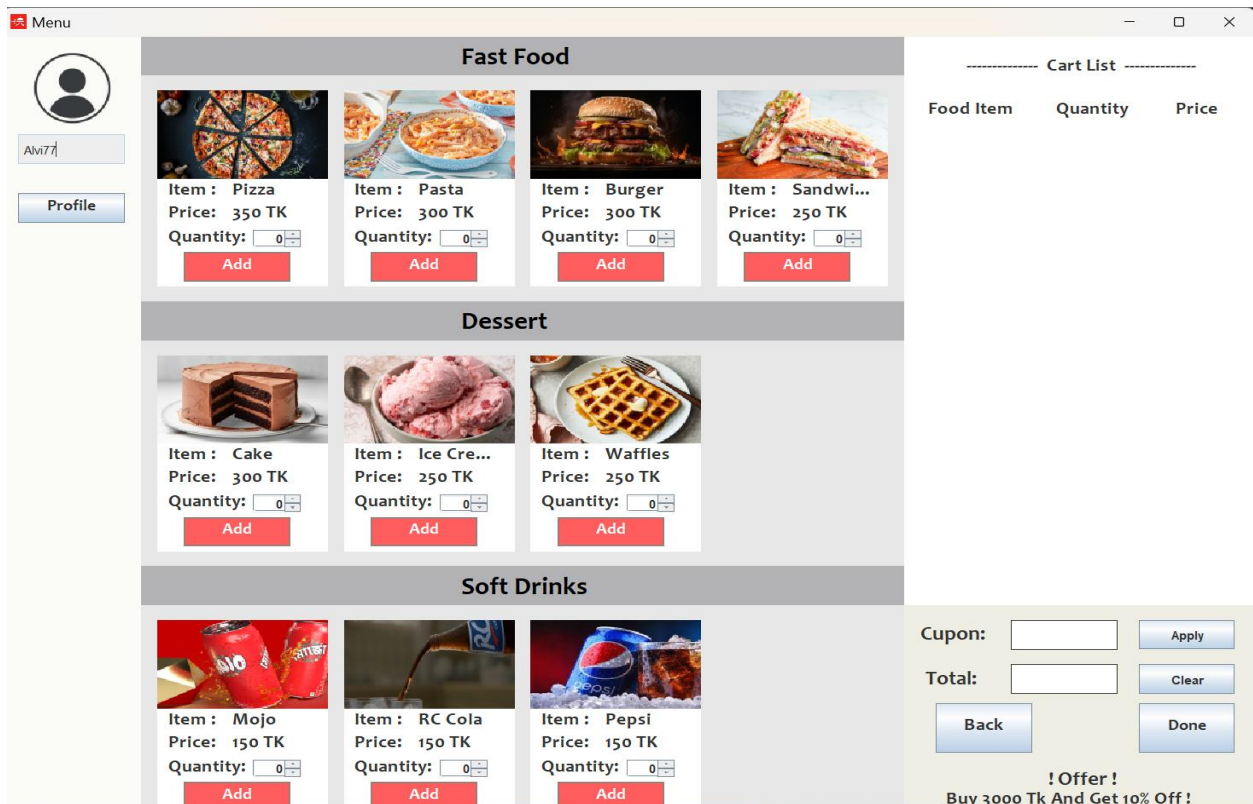 Menu
Alvi77
Profile
Fast Food
Item : Pizza
Price: 350 TK
Quantity: 0
Add
Item : Pasta
Price: 300 TK
Quantity: 0
Add
Item : Burger
Price: 300 TK
Quantity: 0
Add
Item : Sandwi...
Price: 250 TK
Quantity: 0
Add
Dessert
Item : Cake
Price: 300 TK
Quantity: 0
Add
Item : Ice Cre...
Price: 250 TK
Quantity: 0
Add
Item : Waffles
Price: 250 TK
Quantity: 0
Add
Soft Drinks
Item : Mojo
Price: 150 TK
Quantity: 0
Add
RC
Item : RC Cola
Price: 150 TK
Quantity: 0
Add
pepsi
Item : Pepsi
Price: 150 TK
Quantity: 0
Add
-------------- Cart List --------------
Food Item Quantity Price
Cupon: Apply
Total: Clear
Back Done
! Offer !
Buy 3000 Tk And Get 10% Off !